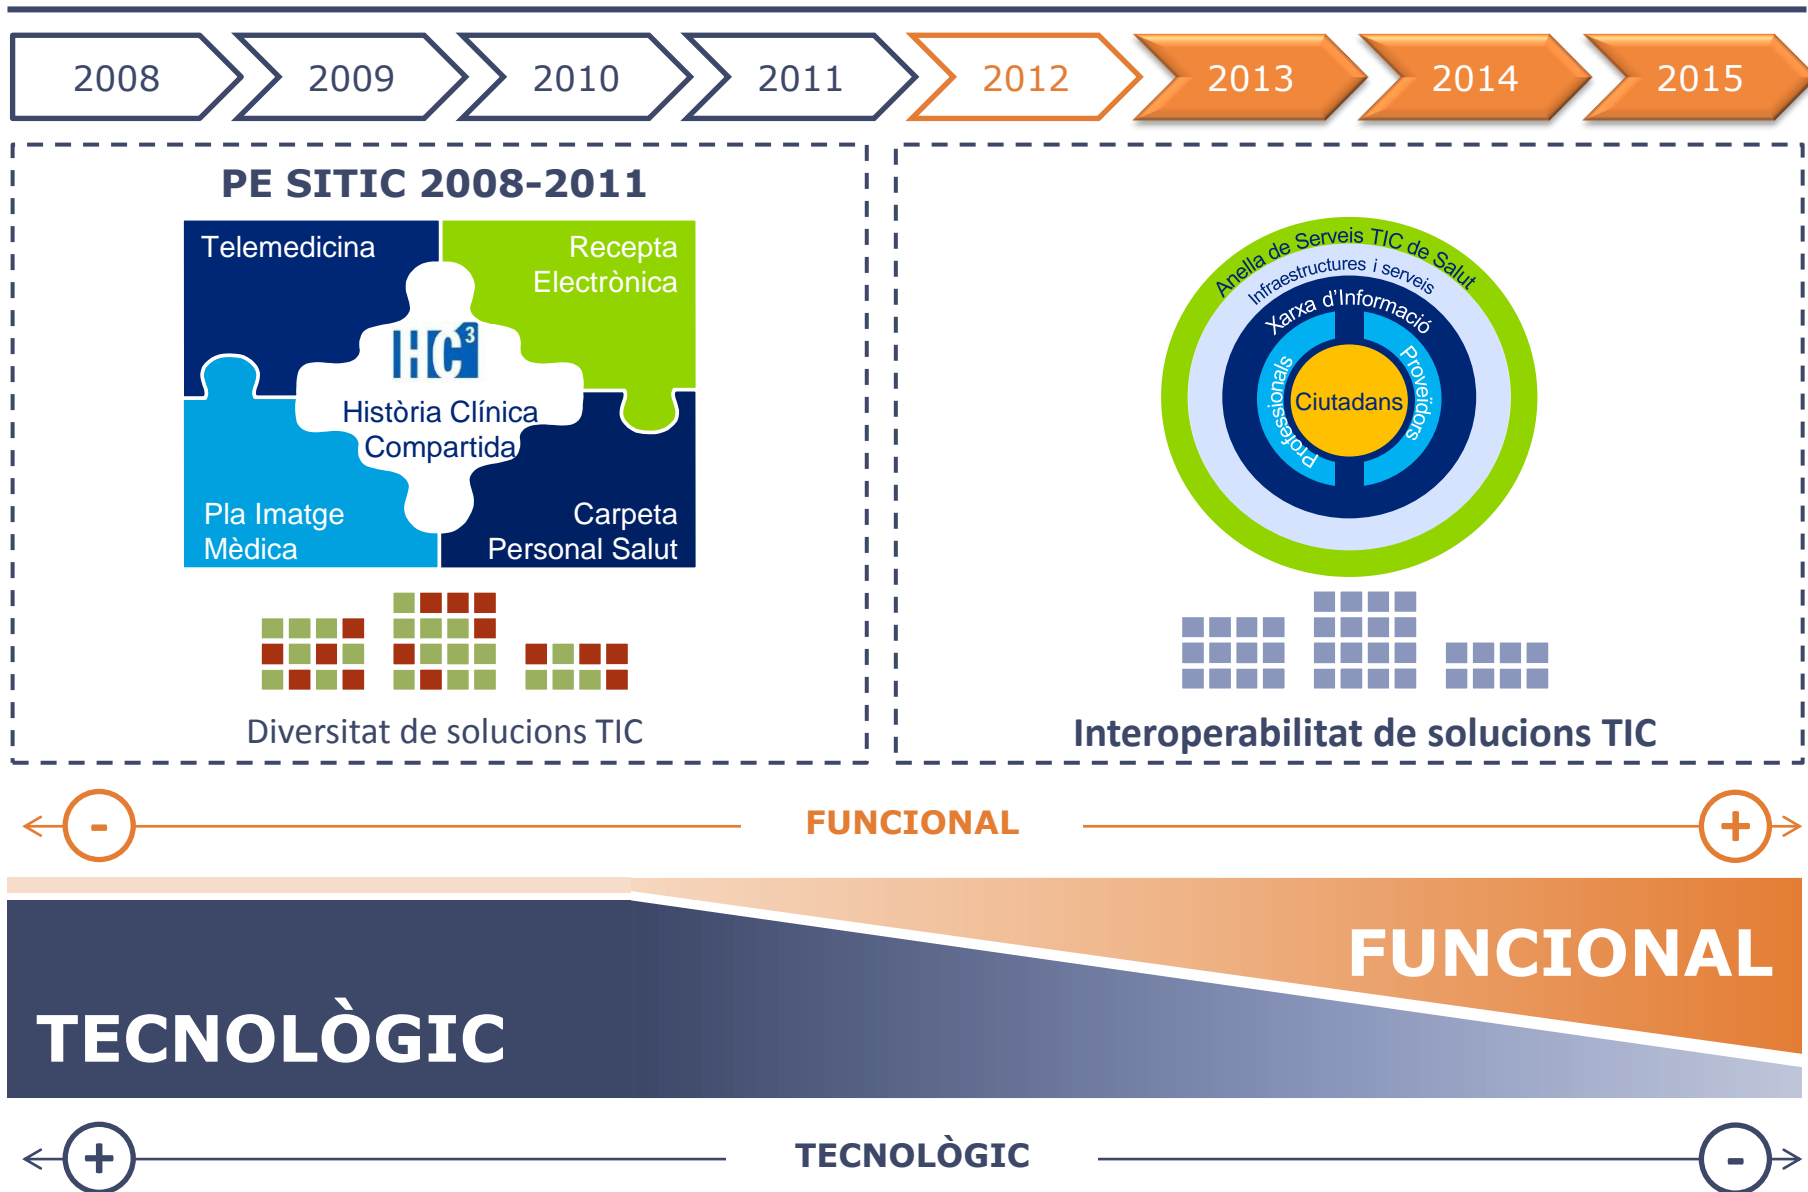 2008
2009
2010
2011
2012
2013
2014
2015
PE SITIC 2008-2011
Telemedicina
Recepta
Electrònica
HC3
Història Clínica
Compartida
Pla Imatge
Mèdica
Carpeta
Personal Salut
Diversitat de solucions TIC
Anella de Serveis TIC de Salut
Infraestructures i serveis
Xarxa d'Informació
Professionals
Proveïdors
Ciutadans
Interoperabilitat de solucions TIC
-
FUNCIONAL
+
FUNCIONAL
TECNOLÒGIC
+
TECNOLÒGIC
-